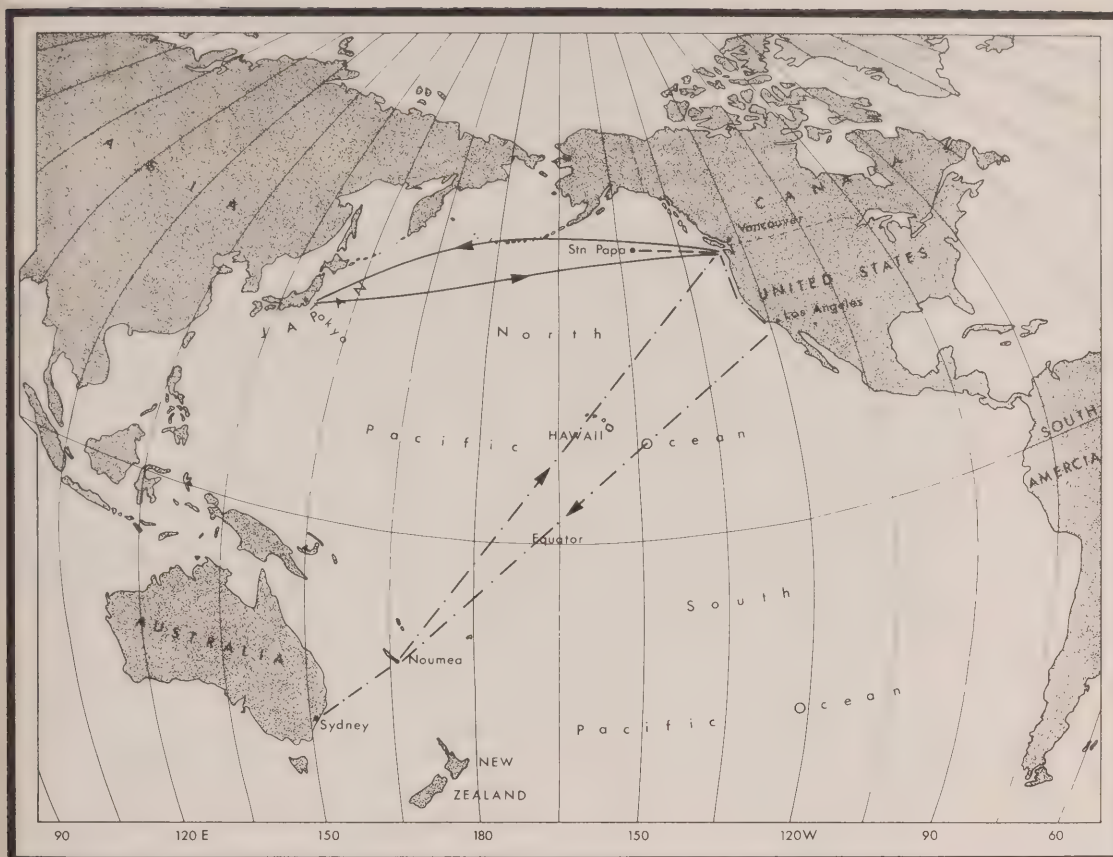 ASIA
CANADA
Vancouver
Stn Papa
UNITED STATES
JAPAN
Tokyo
Los Angeles
North
Pacific
HAWAII
Ocean
SOUTH
AMERCIA
Equator
South
AUSTRALIA
Noumea
Sydney
Pacific
Ocean
NEW
ZEALAND
90 120 E 150 180 150 120W 90 60